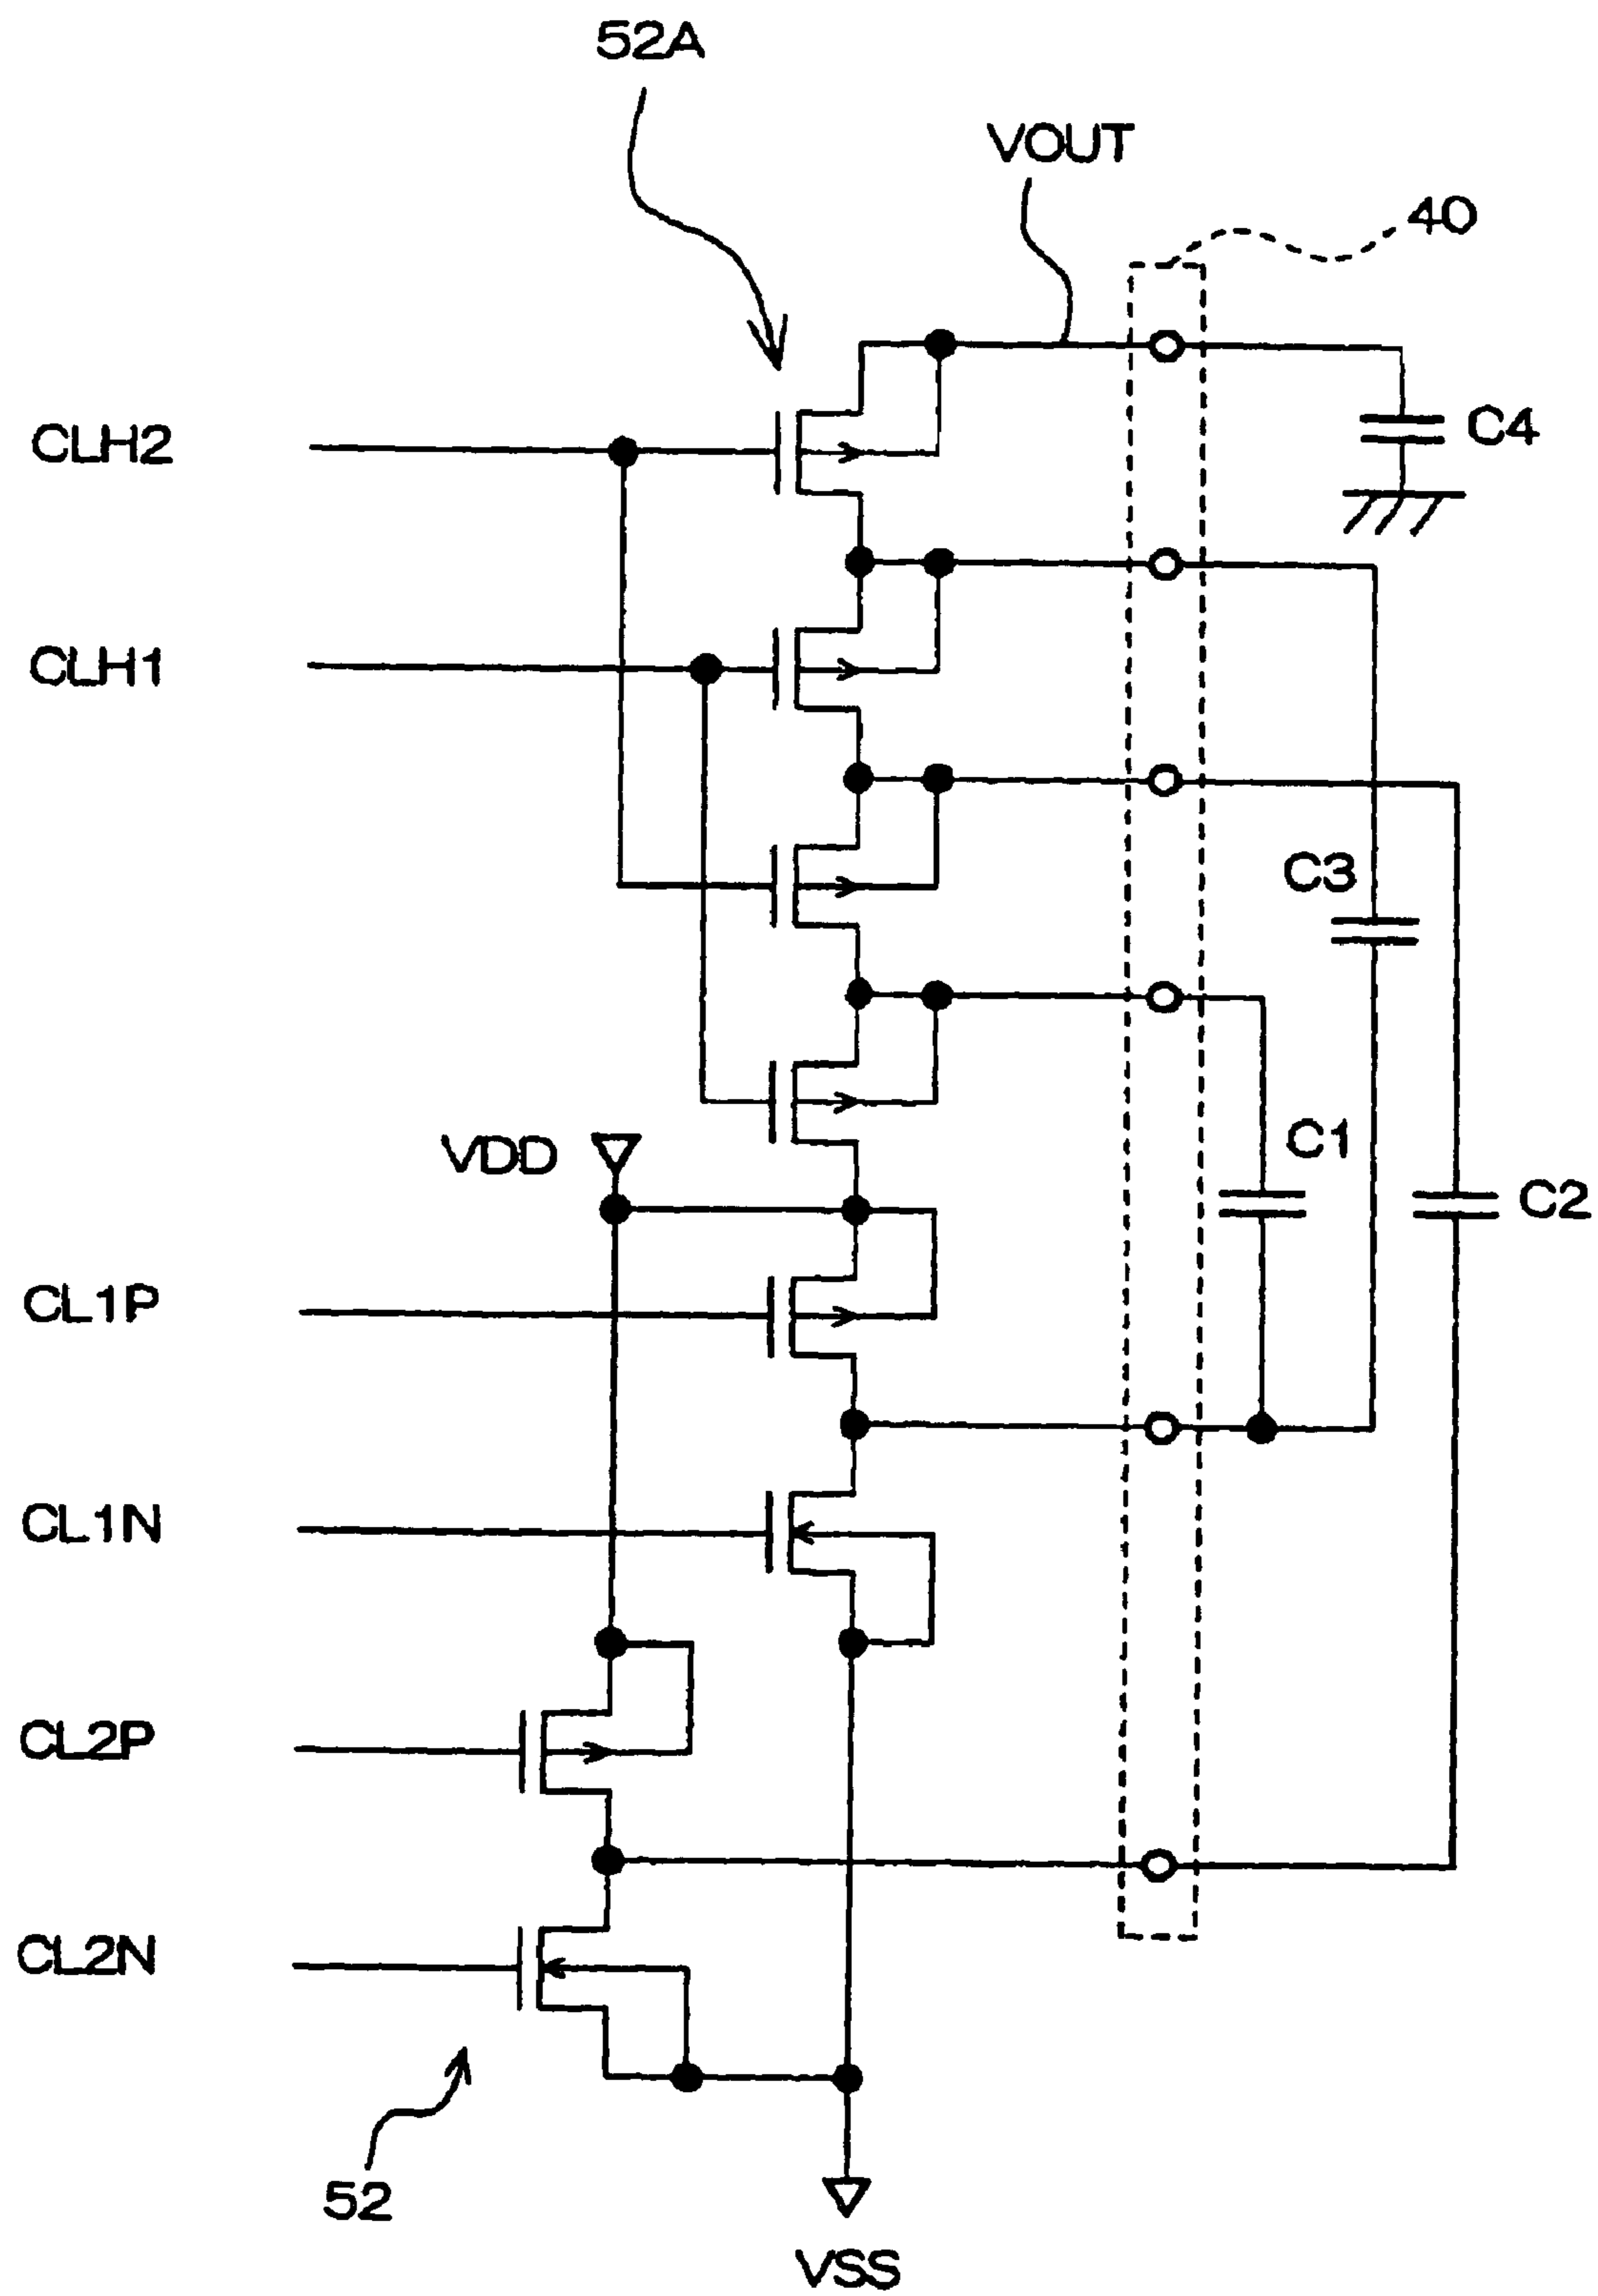 52A
VOUT
40
CLH2
C4
CLH1
C3
C1
VDD
C2
CL1P
CL1N
CL2P
CL2N
52
VSS